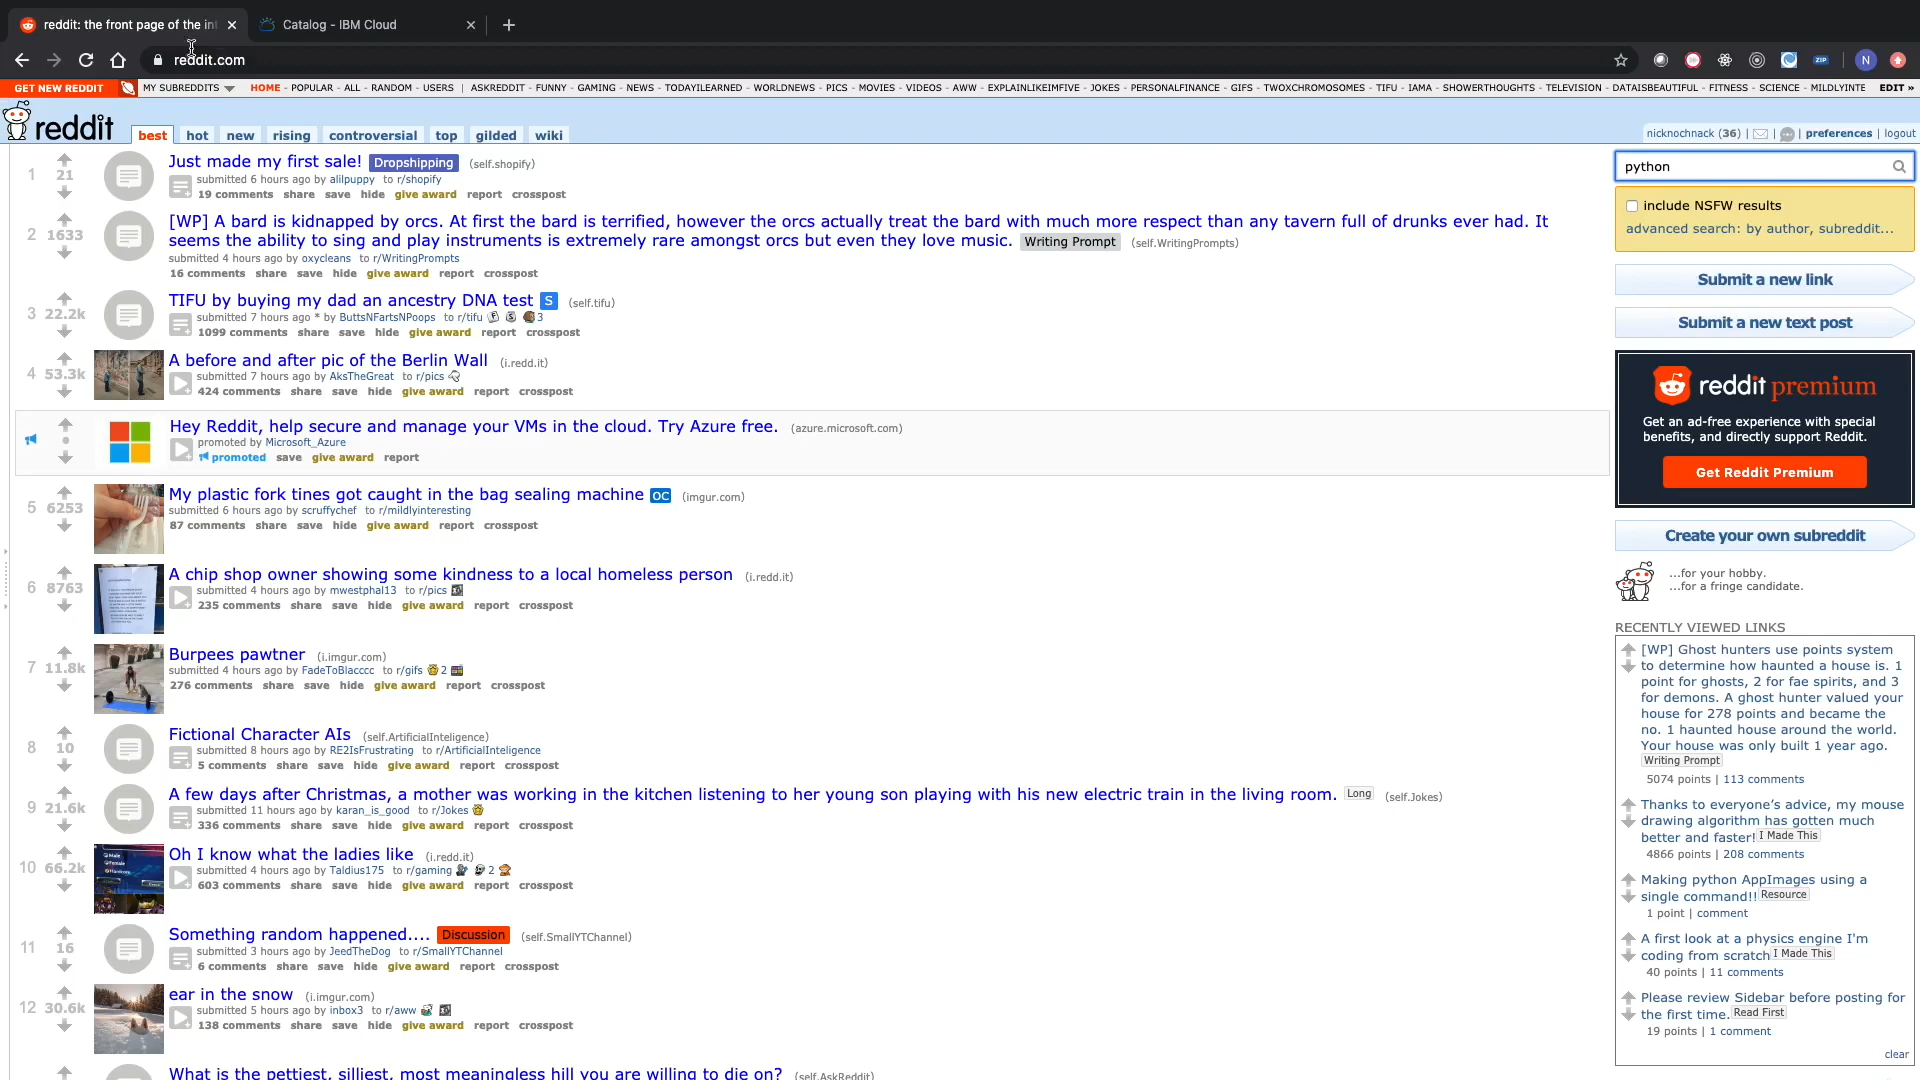 reddit: the front page of the int
Catalog - IBM Cloud
reddit.com
ZIP
N
GET NEW REDDIT
MY SUBREDDITS
HOME - POPULAR - ALL - RANDOM - USERS | ASKREDDIT - FUNNY - GAMING - NEWS - TODAYILEARNED - WORLDNEWS - PICS - MOVIES - VIDEOS - AWW - EXPLAINLIKEIMFIVE - JOKES - PERSONALFINANCE - GIFS - TWOXCHROMOSOMES - TIFU - IAMA - SHOWERTHOUGHTS - TELEVISION - DATAISBEAUTIFUL - FITNESS - SCIENCE - MILDLYINTE
EDIT »
reddit
best hot new rising controversial top gilded wiki
nicknochnack (36) | | | preferences | logout
1
21
Just made my first sale! Dropshipping (self.shopify)
submitted 6 hours ago by alilpuppy to r/shopify
19 comments share save hide give award report crosspost
2
1633
[WP] A bard is kidnapped by orcs. At first the bard is terrified, however the orcs actually treat the bard with much more respect than any tavern full of drunks ever had. It
seems the ability to sing and play instruments is extremely rare amongst orcs but even they love music. Writing Prompt (self.WritingPrompts)
submitted 4 hours ago by oxycleans to r/WritingPrompts
16 comments share save hide give award report crosspost
3
22.2k
TIFU by buying my dad an ancestry DNA test S (self.tifu)
submitted 7 hours ago * by ButtsNFartsNPoops to r/tifu 3
1099 comments share save hide give award report crosspost
4
53.3k
A before and after pic of the Berlin Wall (i.redd.it)
submitted 7 hours ago by AksTheGreat to r/pics
424 comments share save hide give award report crosspost
Hey Reddit, help secure and manage your VMs in the cloud. Try Azure free. (azure.microsoft.com)
promoted by Microsoft_Azure
promoted save give award report
5
6253
My plastic fork tines got caught in the bag sealing machine OC (imgur.com)
submitted 6 hours ago by scruffychef to r/mildlyinteresting
87 comments share save hide give award report crosspost
6
8763
A chip shop owner showing some kindness to a local homeless person (i.redd.it)
submitted 4 hours ago by mwestphal13 to r/pics
235 comments share save hide give award report crosspost
7
11.8k
Burpees pawtner (i.imgur.com)
submitted 4 hours ago by FadeToBlacccc to r/gifs 2
276 comments share save hide give award report crosspost
8
10
Fictional Character AIs (self.ArtificialInteligence)
submitted 8 hours ago by RE2IsFrustrating to r/ArtificialInteligence
5 comments share save hide give award report crosspost
9
21.6k
A few days after Christmas, a mother was working in the kitchen listening to her young son playing with his new electric train in the living room. Long (self.Jokes)
submitted 11 hours ago by karan_is_good to r/Jokes
336 comments share save hide give award report crosspost
10
66.2k
Oh I know what the ladies like (i.redd.it)
submitted 4 hours ago by Taldius175 to r/gaming 2
603 comments share save hide give award report crosspost
11
16
Something random happened.... Discussion (self.SmallYTChannel)
submitted 3 hours ago by JeedTheDog to r/SmallYTChannel
6 comments share save hide give award report crosspost
12
30.6k
ear in the snow (i.imgur.com)
submitted 5 hours ago by inbox3 to r/aww
138 comments share save hide give award report crosspost
What is the pettiest, silliest, most meaningless hill you are willing to die on? (self.AskReddit)
python
include NSFW results
advanced search: by author, subreddit...
Submit a new link
Submit a new text post
reddit premium
Get an ad-free experience with special
benefits, and directly support Reddit.
Get Reddit Premium
Create your own subreddit
...for your hobby.
...for a fringe candidate.
RECENTLY VIEWED LINKS
[WP] Ghost hunters use points system
to determine how haunted a house is. 1
point for ghosts, 2 for fae spirits, and 3
for demons. A ghost hunter valued your
house for 278 points and became the
no. 1 haunted house around the world.
Your house was only built 1 year ago.
Writing Prompt
5074 points | 113 comments
Thanks to everyone's advice, my mouse
drawing algorithm has gotten much
better and faster! I Made This
4866 points | 208 comments
Making python AppImages using a
single command!! Resource
1 point | comment
A first look at a physics engine I'm
coding from scratch I Made This
40 points | 11 comments
Please review Sidebar before posting for
the first time. Read First
19 points | 1 comment
clear